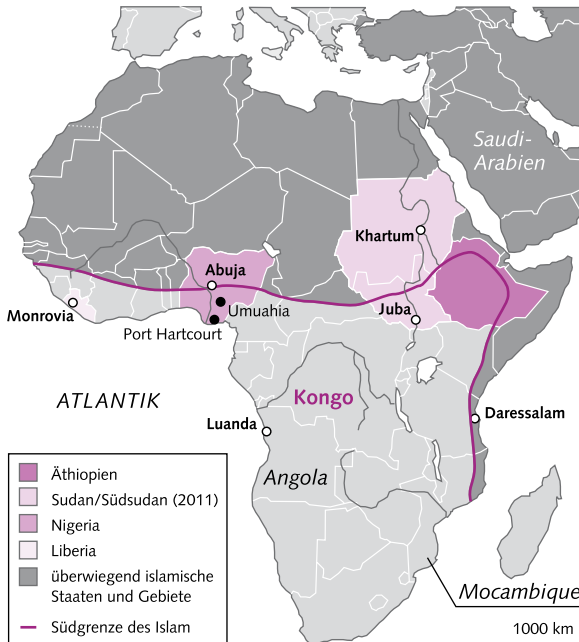 Saudi-
Arabien
Khartum
Abuja
Umuahia
Juba
Monrovia
Port Hartcourt
Kongo
ATLANTIK
Daressalam
Luanda
Angola
Äthiopien
Sudan/Südsudan (2011)
Nigeria
Liberia
überwiegend islamische
Staaten und Gebiete
Südgrenze des Islam
Mocambique
1000 km